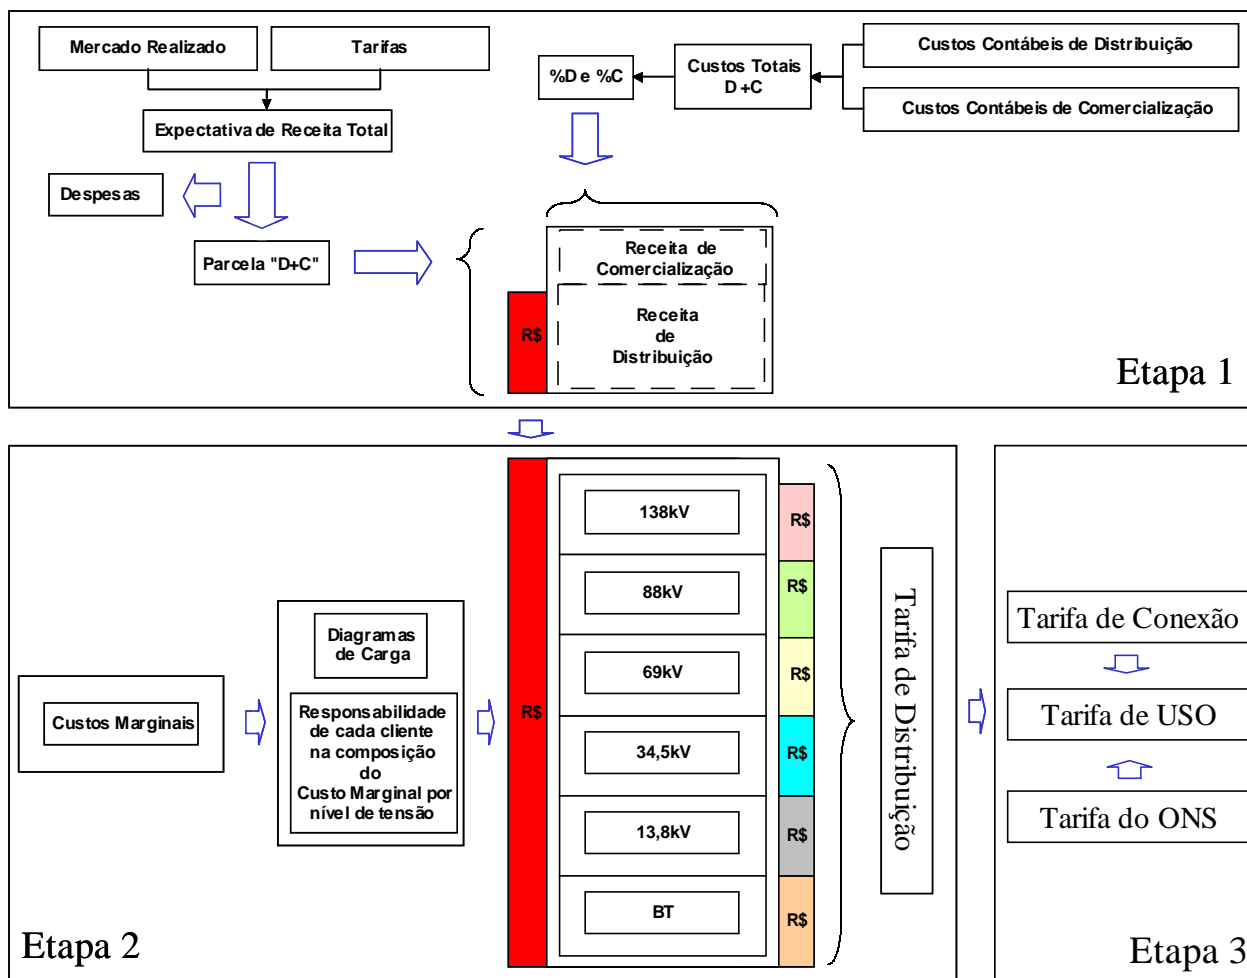 Mercado Realizado
Tarifas
Expectativa de Receita Total
Despesas
Parcela "D+C"
%D e %C
Custos Totais
D+C
Custos Contábeis de Distribuição
Custos Contábeis de Comercialização
Receita de
Comercialização
R$
Receita
de
Distribuição
Etapa 1
Custos Marginais
Diagramas
de Carga
Responsabilidade
de cada cliente
na composição
do
Custo Marginal por
nível de tensão
R$
138kV
R$
88kV
R$
69kV
R$
34,5kV
R$
13,8kV
R$
BT
R$
Tarifa de Distribuição
Etapa 2
Tarifa de Conexão
Tarifa de USO
Tarifa do ONS
Etapa 3